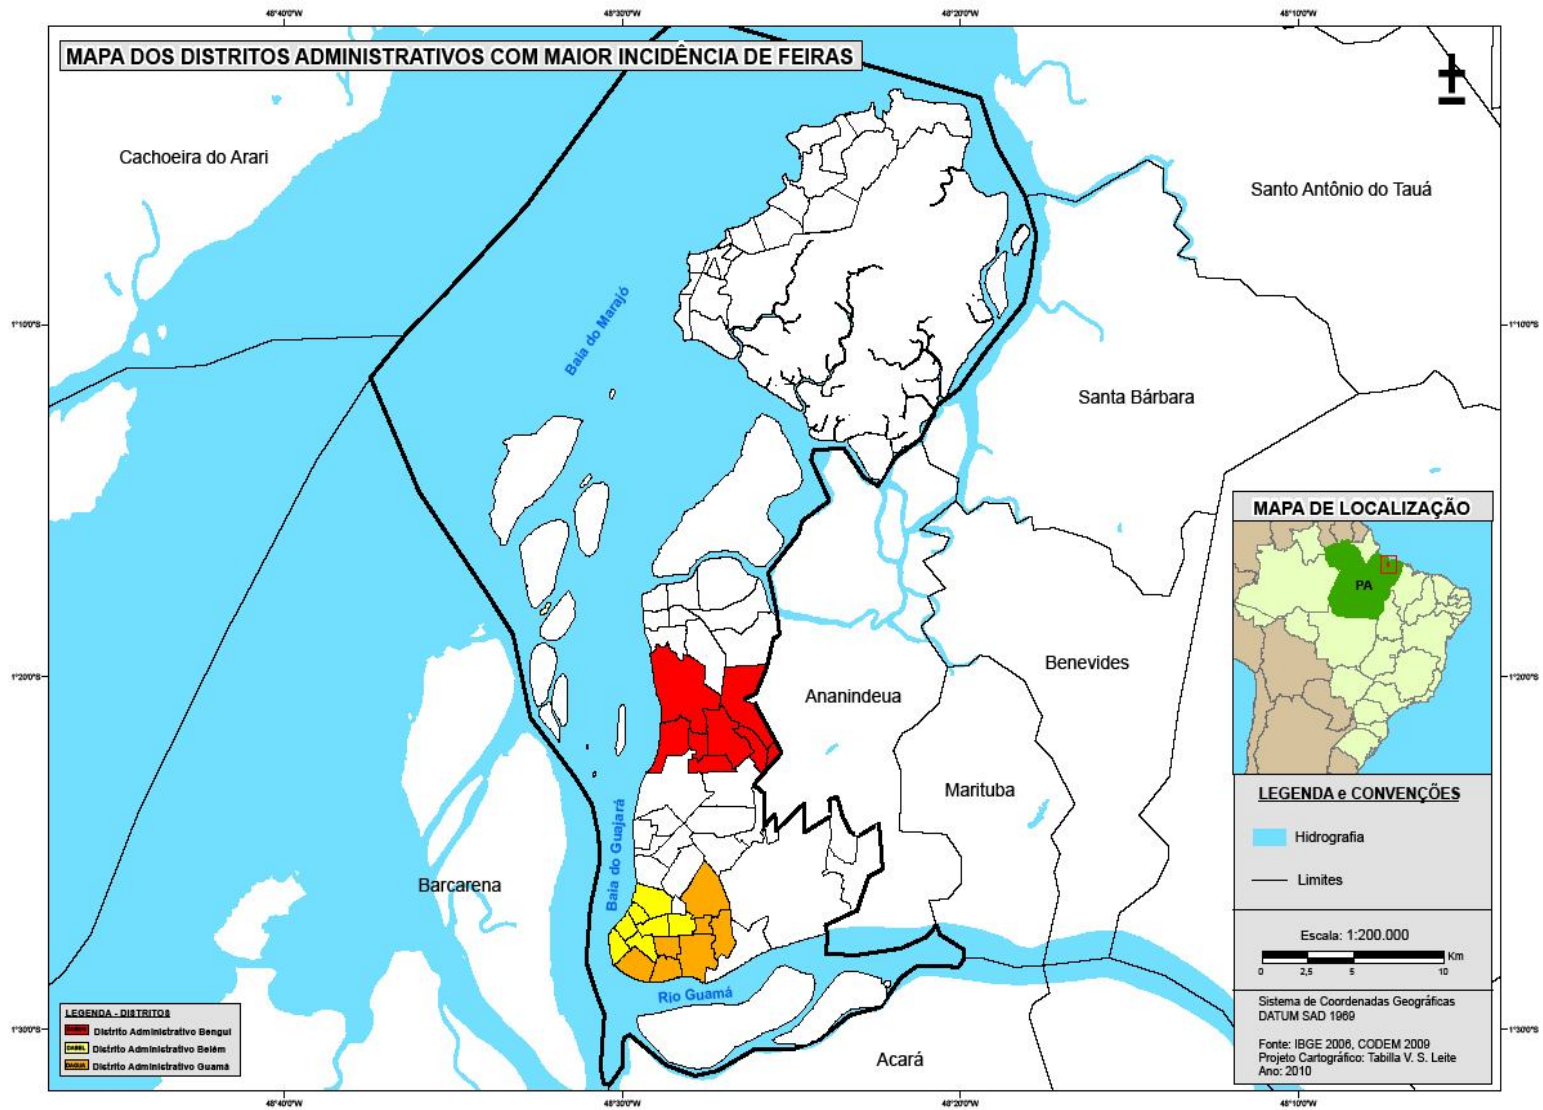 48°40'0"W
48°30'0"W
48°20'0"W
48°10'0"W
MAPA DOS DISTRITOS ADMINISTRATIVOS COM MAIOR INCIDÊNCIA DE FEIRAS
Cachoeira do Arari
Santo Antônio do Tauá
Baia do Marajó
1°10'0"S
1°10'0"S
Santa Bárbara
MAPA DE LOCALIZAÇÃO
PA
Benevides
1°20'0"S
1°20'0"S
Ananindeua
Marituba
LEGENDA e CONVENÇÕES
Hidrografia
Limites
Baia do Guajará
Barcarena
Escala: 1:200.000
Km
0 2,5 5 10
Rio Guamá
Sistema de Coordenadas Geográficas
DATUM SAD 1969
LEGENDA - DISTRITOS
Distrito Administrativo Bengui
DABEL Distrito Administrativo Belém
DAGUA Distrito Administrativo Guamá
1°30'0"S
1°30'0"S
Fonte: IBGE 2006, CODEM 2009
Projeto Cartográfico: Tabilla V. S. Leite
Ano: 2010
Acará
48°40'0"W
48°30'0"W
48°20'0"W
48°10'0"W